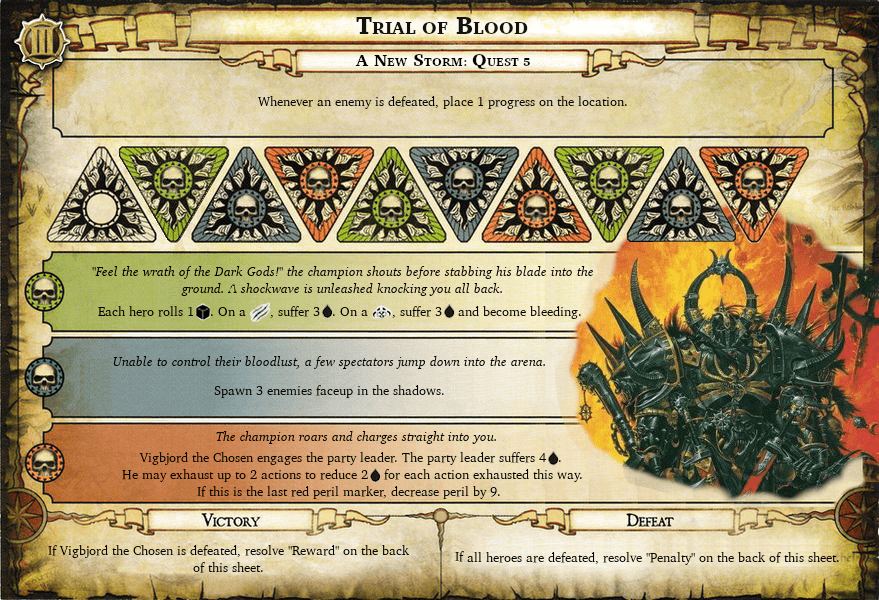 II
Trial of Blood
A New Storm: Quest 5
Whenever an enemy is defeated, place 1 progress on the location.
"Feel the wrath of the Dark Gods!" the champion shouts before stabbing his blade into the
ground. A shockwave is unleashed knocking you all back.
Each hero rolls 1. On a , suffer 3. On a , suffer 3 and become bleeding.
Unable to control their bloodlust, a few spectators jump down into the arena.
Spawn 3 enemies faceup in the shadows.
The champion roars and charges straight into you.
Vigbjord the Chosen engages the party leader. The party leader suffers 4.
He may exhaust up to 2 actions to reduce 2 for each action exhausted this way.
If this is the last red peril marker, decrease peril by 9.
Victory
If Vigbjord the Chosen is defeated, resolve "Reward" on the back
of this sheet.
Defeat
If all heroes are defeated, resolve "Penalty" on the back of this sheet.